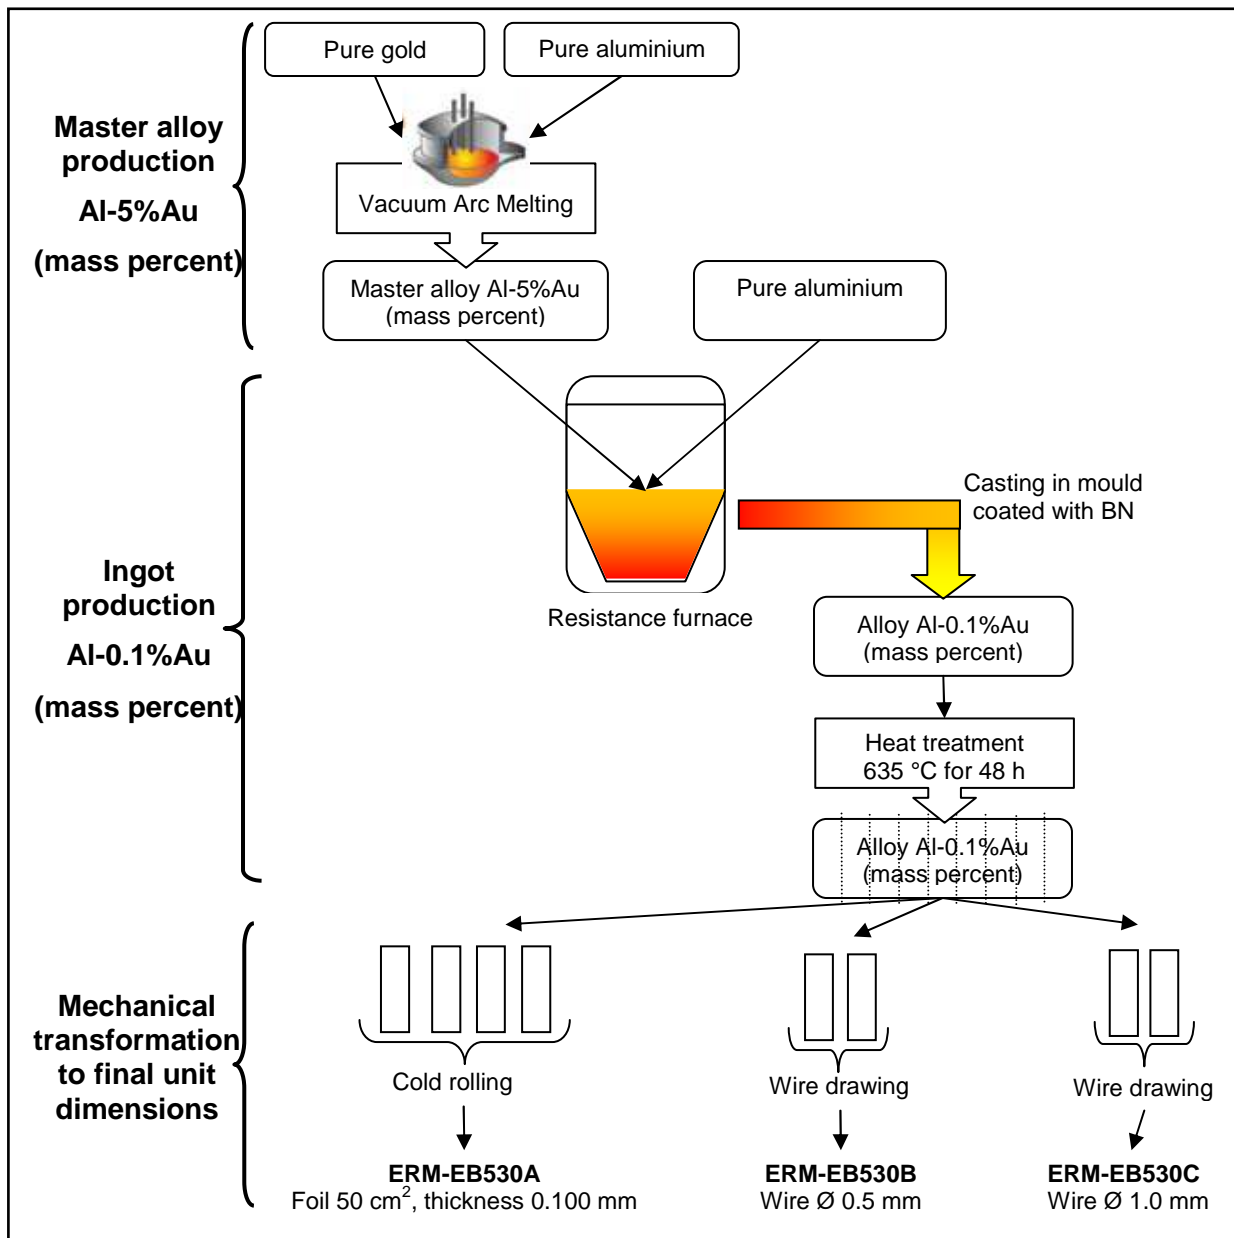 Pure gold
Pure aluminium
Master alloy
production
Al-5%Au
(mass percent)
Vacuum Arc Melting
Master alloy Al-5%Au
(mass percent)
Pure aluminium
Ingot
production
Al-0.1%Au
(mass percent)
Casting in mould
coated with BN
Resistance furnace
Alloy Al-0.1%Au
(mass percent)
Heat treatment
635 °C for 48 h
Alloy Al-0.1%Au
(mass percent)
Mechanical
transformation
to final unit
dimensions
Cold rolling
Wire drawing
Wire drawing
ERM-EB530A
Foil 50 cm², thickness 0.100 mm
ERM-EB530B
Wire Ø 0.5 mm
ERM-EB530C
Wire Ø 1.0 mm